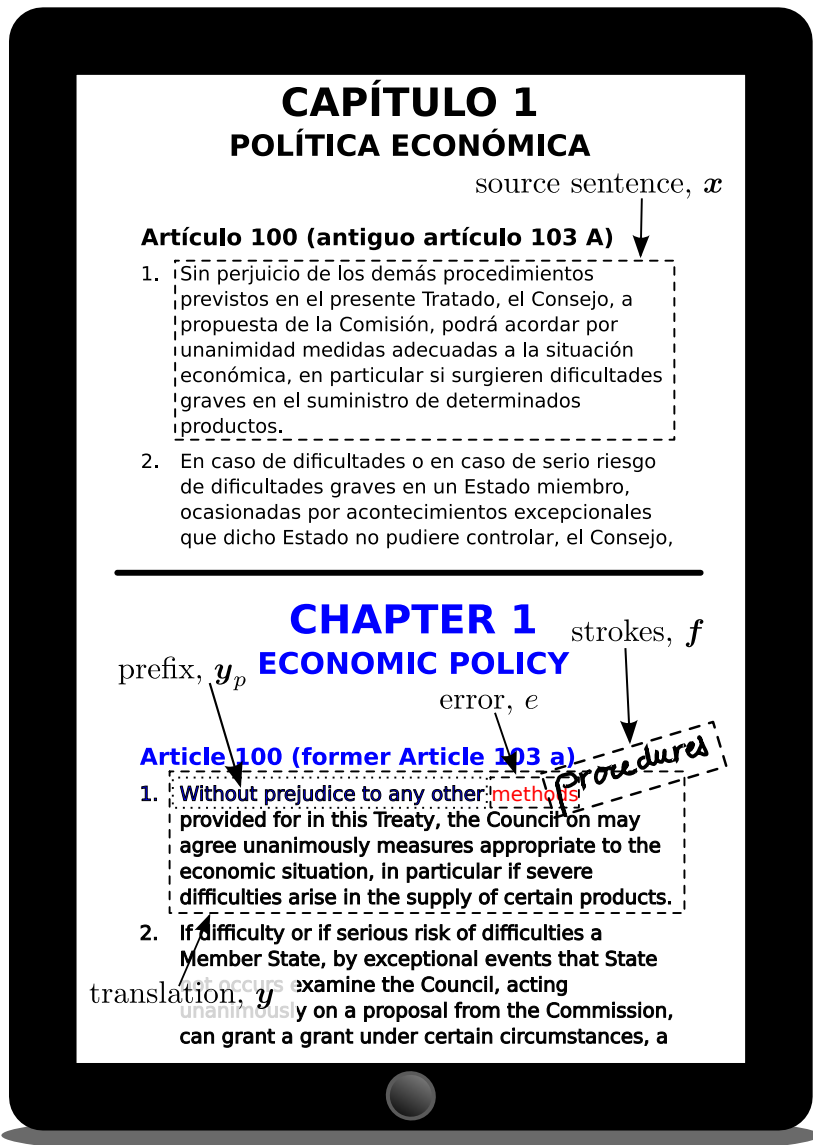 CAPÍTULO 1
POLÍTICA ECONÓMICA
source sentence, x
Artículo 100 (antiguo artículo 103 A)
1. Sin perjuicio de los demás procedimientos
previstos en el presente Tratado, el Consejo, a
propuesta de la Comisión, podrá acordar por
unanimidad medidas adecuadas a la situación
económica, en particular si surgieren dificultades
graves en el suministro de determinados
productos.
2. En caso de dificultades o en caso de serio riesgo
de dificultades graves en un Estado miembro,
ocasionadas por acontecimientos excepcionales
que dicho Estado no pudiere controlar, el Consejo,
CHAPTER 1
strokes, f
ECONOMIC POLICY
prefix, y_p
error, e
Article 100 (former Article 103 a)
procedures
1. Without prejudice to any other methods
provided for in this Treaty, the Council on may
agree unanimously measures appropriate to the
economic situation, in particular if severe
difficulties arise in the supply of certain products.
2. If difficulty or if serious risk of difficulties a
Member State, by exceptional events that State
not occurs examine the Council, acting
translation, y
unanimously on a proposal from the Commission,
can grant a grant under certain circumstances, a